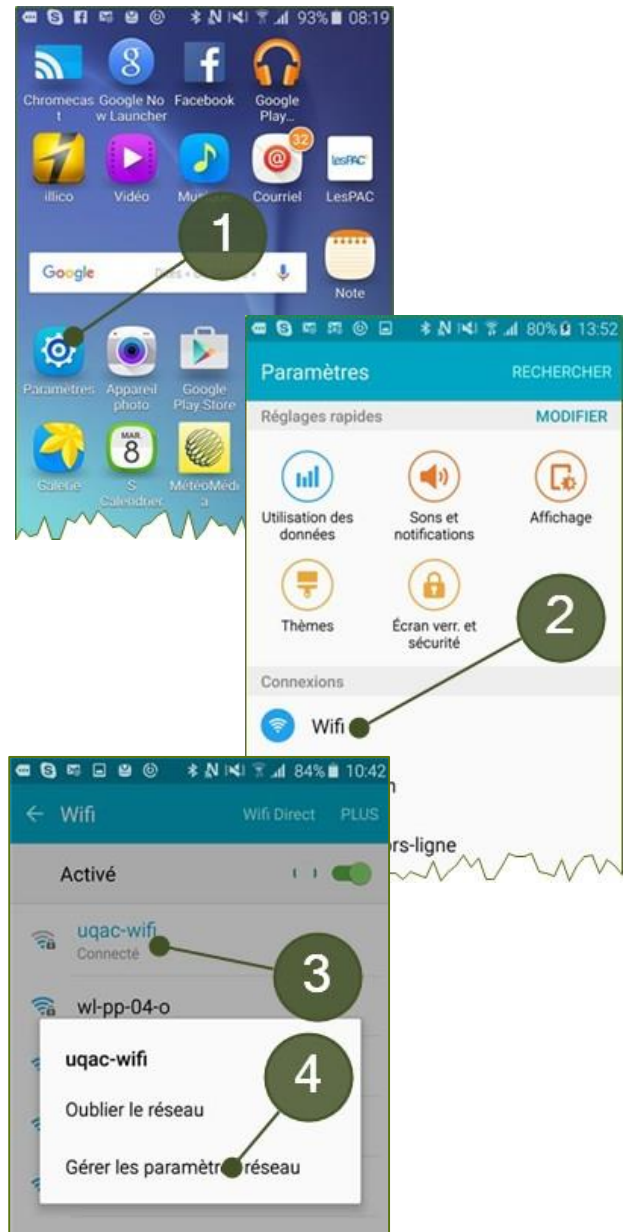 93% 08:19
Chromecas
t
Google No
w Launcher
Facebook
Google
Play...
32
LesPAC
illico
Vidéo
Courriel
LesPAC
1
Google
Note
Paramètres
Appareil
photo
Google
Play Store
MAR.
8
Galerie
S
Calendrier
MétéoMédi
a
80% 13:52
Paramètres
RECHERCHER
Réglages rapides
MODIFIER
Utilisation des
données
Sons et
notifications
Affichage
Thèmes
Écran verr. et
sécurité
2
Connexions
Wifi
rs-ligne
84% 10:42
Wifi
Wifi Direct
PLUS
Activé
uqac-wifi
Connecté
3
wl-pp-04-o
uqac-wifi
4
Oublier le réseau
Gérer les paramètr réseau